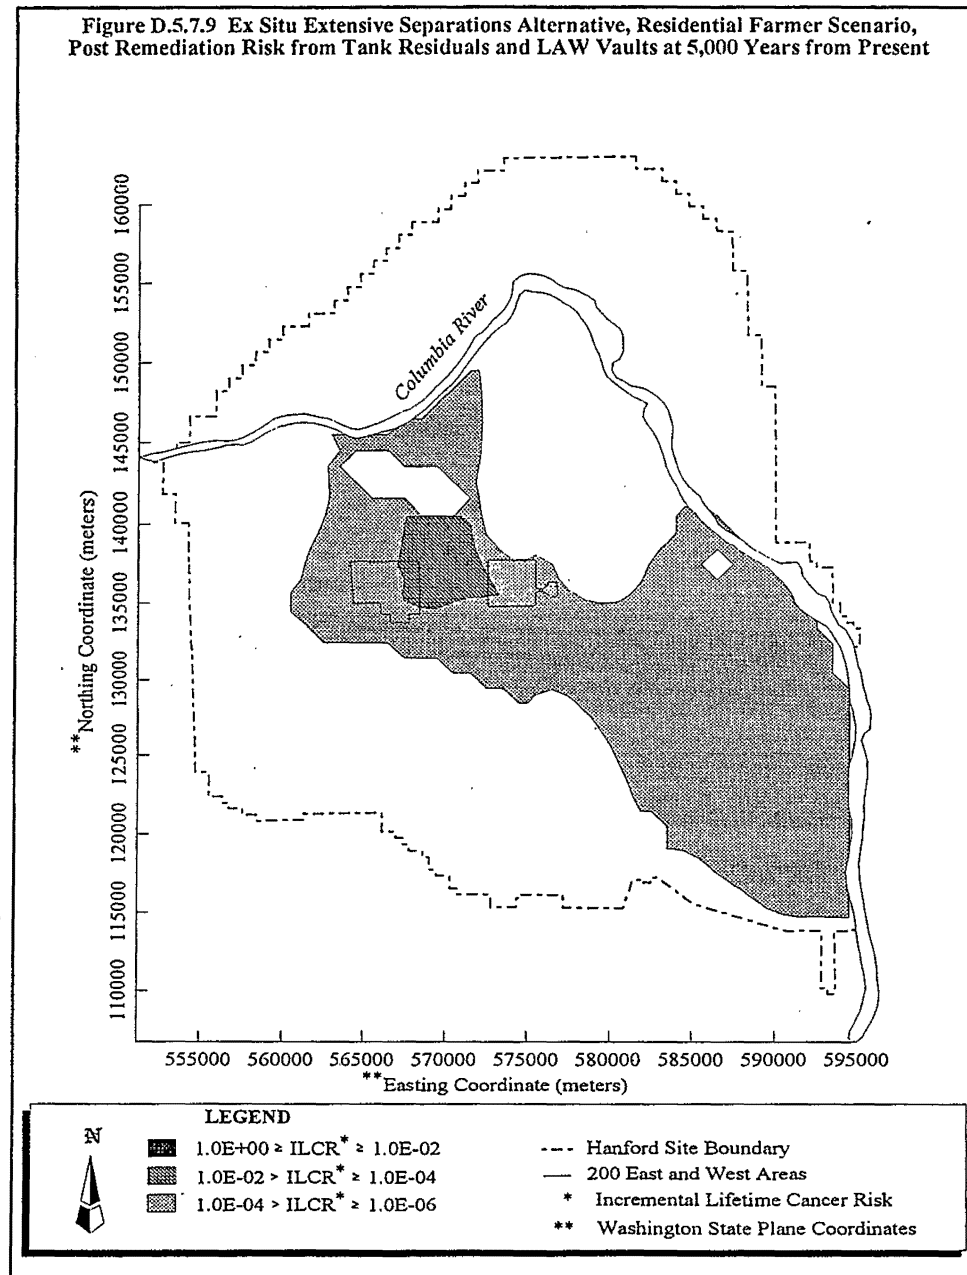 Figure D.5.7.9 Ex Situ Extensive Separations Alternative, Residential Farmer Scenario,
Post Remediation Risk from Tank Residuals and LAW Vaults at 5,000 Years from Present
160000
155000
150000
145000
140000
135000
130000
125000
120000
115000
110000
**Northing Coordinate (meters)
Columbia River
555000 560000 565000 570000 575000 580000 585000 590000 595000
**Easting Coordinate (meters)
LEGEND
N
1.0E+00 ≥ ILCR* ≥ 1.0E-02
1.0E-02 > ILCR* ≥ 1.0E-04
1.0E-04 > ILCR* ≥ 1.0E-06
Hanford Site Boundary
200 East and West Areas
* Incremental Lifetime Cancer Risk
** Washington State Plane Coordinates